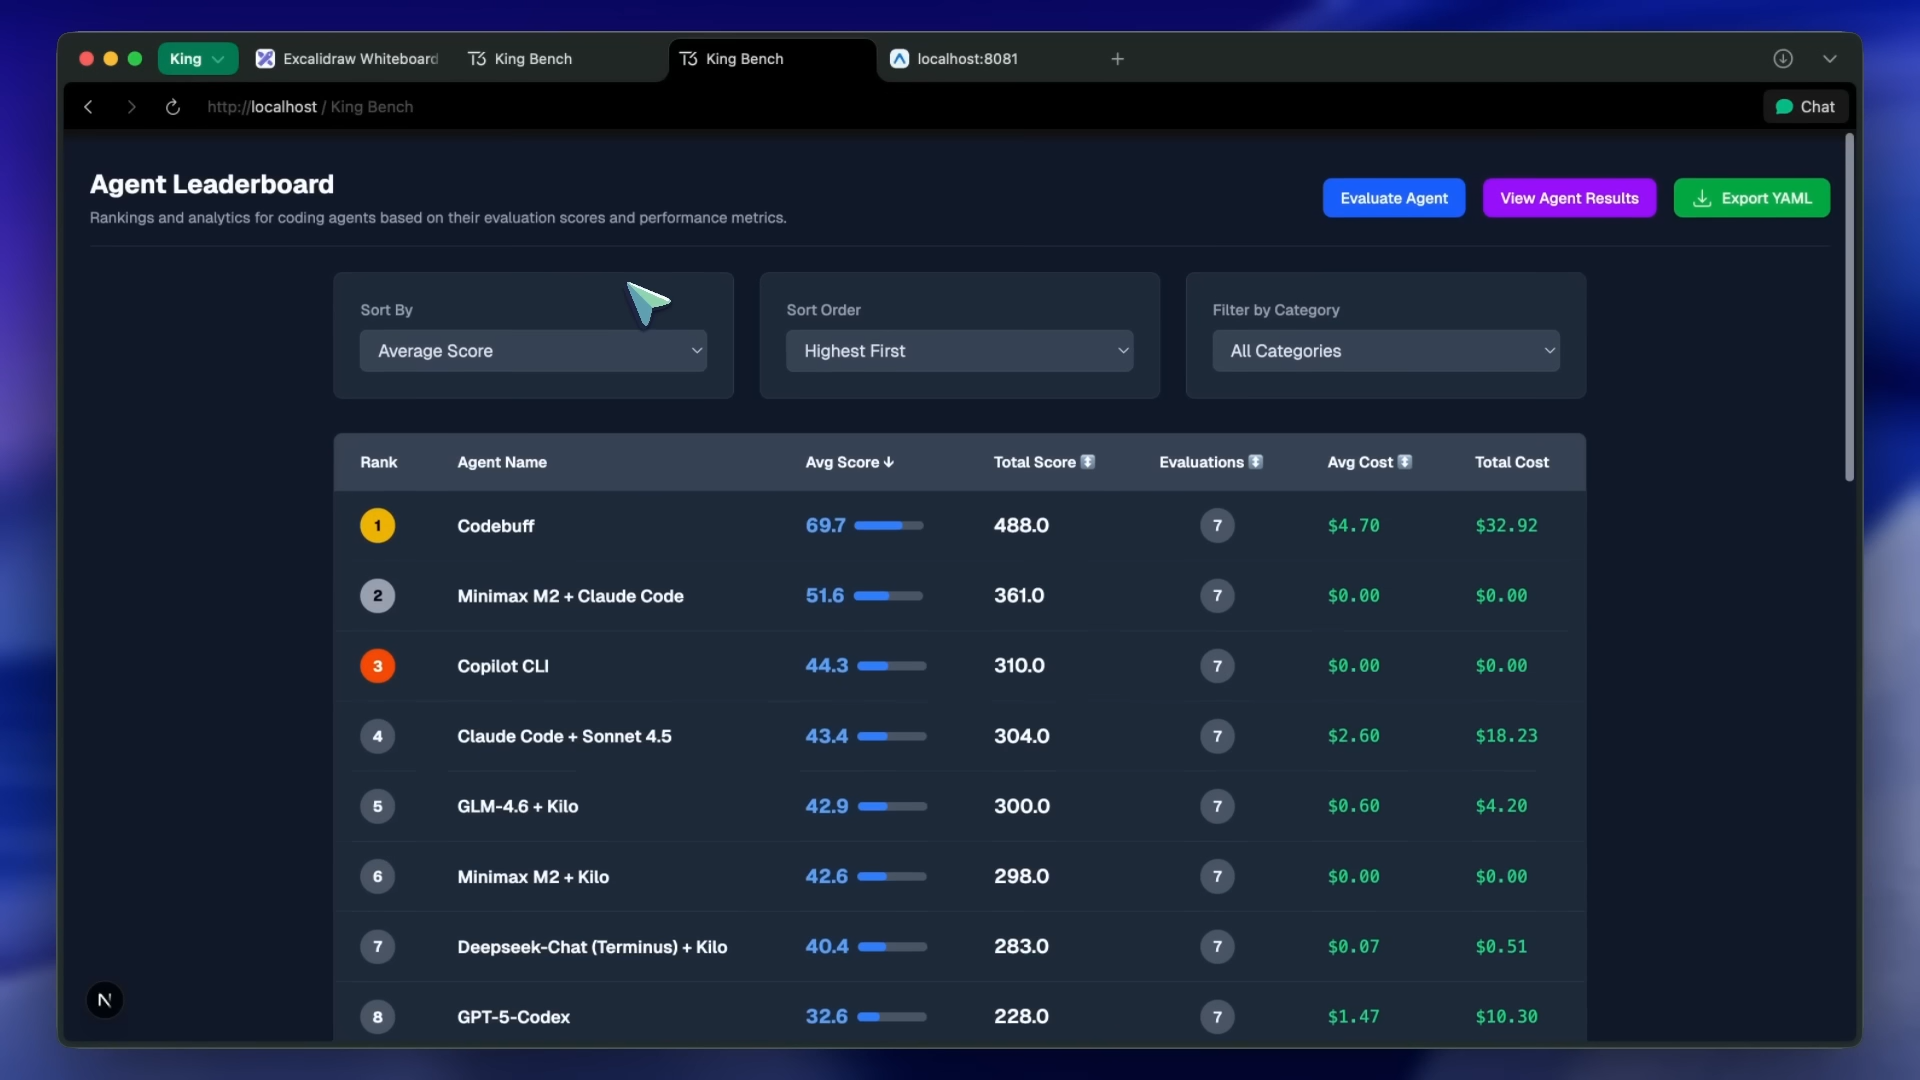 King
Excalidraw Whiteboard
T3 King Bench
T3 King Bench
localhost:8081
http://localhost / King Bench
Chat
Agent Leaderboard
Rankings and analytics for coding agents based on their evaluation scores and performance metrics.
Evaluate Agent
View Agent Results
Export YAML
Sort By
Average Score
Sort Order
Highest First
Filter by Category
All Categories
Rank Agent Name Avg Score ↓ Total Score ↕ Evaluations ↕ Avg Cost ↕ Total Cost
1 Codebuff 69.7 488.0 7 $4.70 $32.92
2 Minimax M2 + Claude Code 51.6 361.0 7 $0.00 $0.00
3 Copilot CLI 44.3 310.0 7 $0.00 $0.00
4 Claude Code + Sonnet 4.5 43.4 304.0 7 $2.60 $18.23
5 GLM-4.6 + Kilo 42.9 300.0 7 $0.60 $4.20
6 Minimax M2 + Kilo 42.6 298.0 7 $0.00 $0.00
7 Deepseek-Chat (Terminus) + Kilo 40.4 283.0 7 $0.07 $0.51
8 GPT-5-Codex 32.6 228.0 7 $1.47 $10.30
N